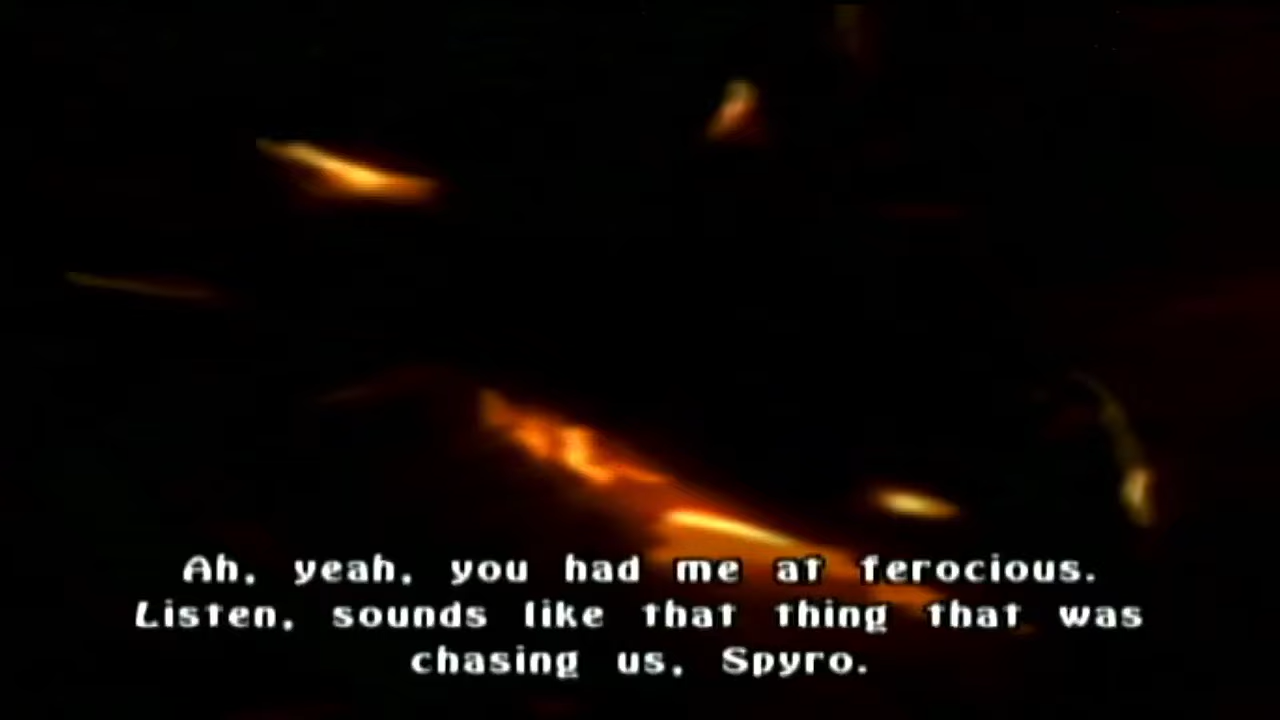 Ah, yeah, you had me at ferocious.
Listen, sounds like that thing that was
chasing us, Spyro.